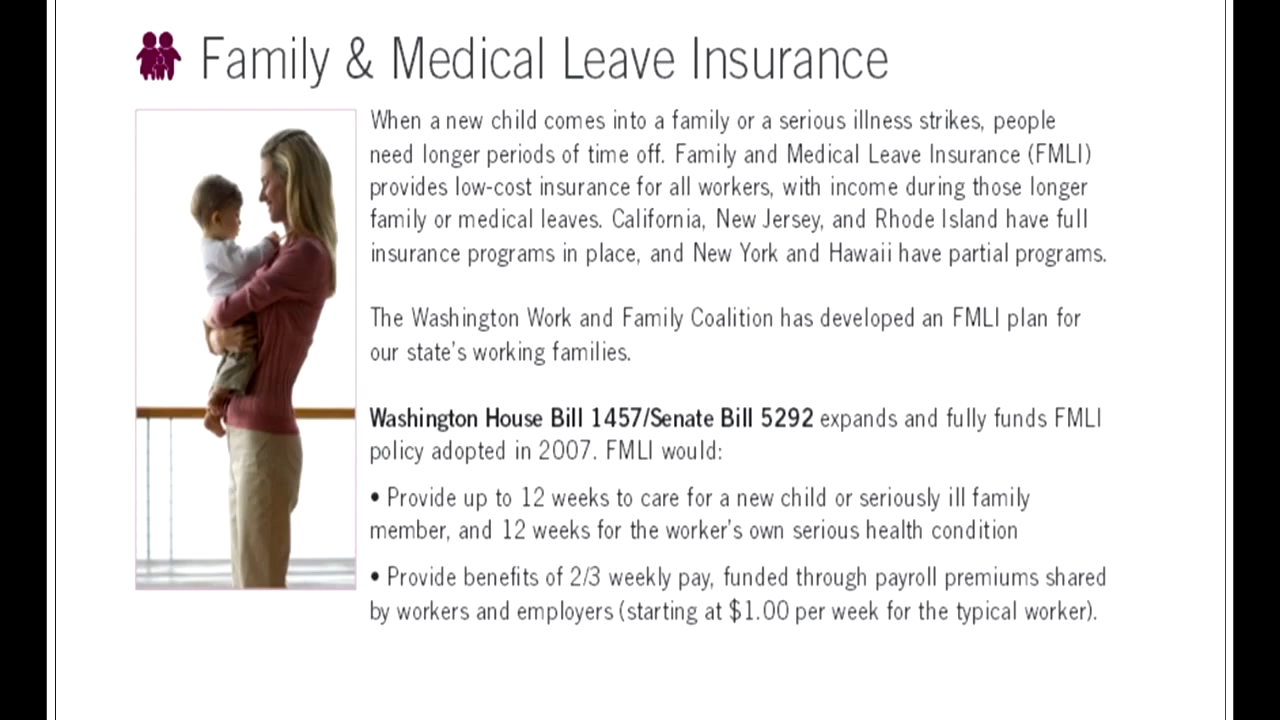 Family & Medical Leave Insurance
When a new child comes into a family or a serious illness strikes, people
need longer periods of time off. Family and Medical Leave Insurance (FMLI)
provides low-cost insurance for all workers, with income during those longer
family or medical leaves. California, New Jersey, and Rhode Island have full
insurance programs in place, and New York and Hawaii have partial programs.
The Washington Work and Family Coalition has developed an FMLI plan for
our state's working families.
Washington House Bill 1457/Senate Bill 5292 expands and fully funds FMLI
policy adopted in 2007. FMLI would:
• Provide up to 12 weeks to care for a new child or seriously ill family
member, and 12 weeks for the worker's own serious health condition
• Provide benefits of 2/3 weekly pay, funded through payroll premiums shared
by workers and employers (starting at $1.00 per week for the typical worker).